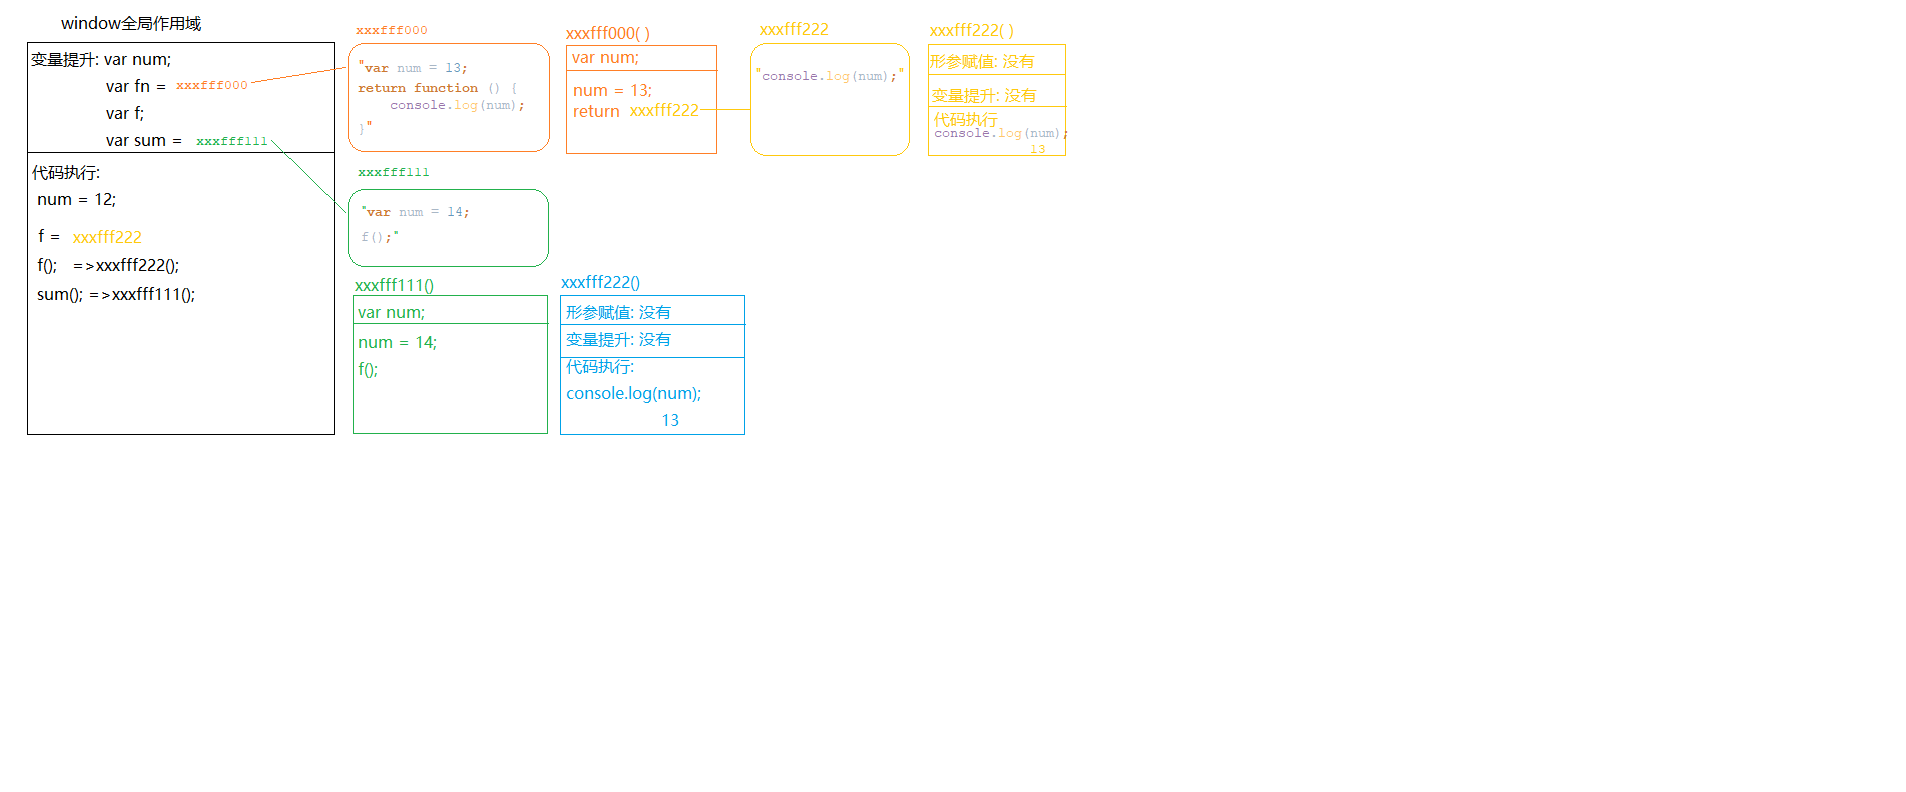 window全局作用域
变量提升: var num;
var fn = xxxfff000
var f;
var sum = xxxfff111
代码执行:
num = 12;
f = xxxfff222
f(); =>xxxfff222();
sum(); =>xxxfff111();
xxxfff000
"var num = 13;
return function () {
console.log(num);
}"
xxxfff000( )
var num;
num = 13;
return xxxfff222
xxxfff222
"console.log(num);"
xxxfff222( )
形参赋值: 没有
变量提升: 没有
代码执行
console.log(num);
13
xxxfff111
"var num = 14;
f();"
xxxfff111()
var num;
num = 14;
f();
xxxfff222()
形参赋值: 没有
变量提升: 没有
代码执行:
console.log(num);
13